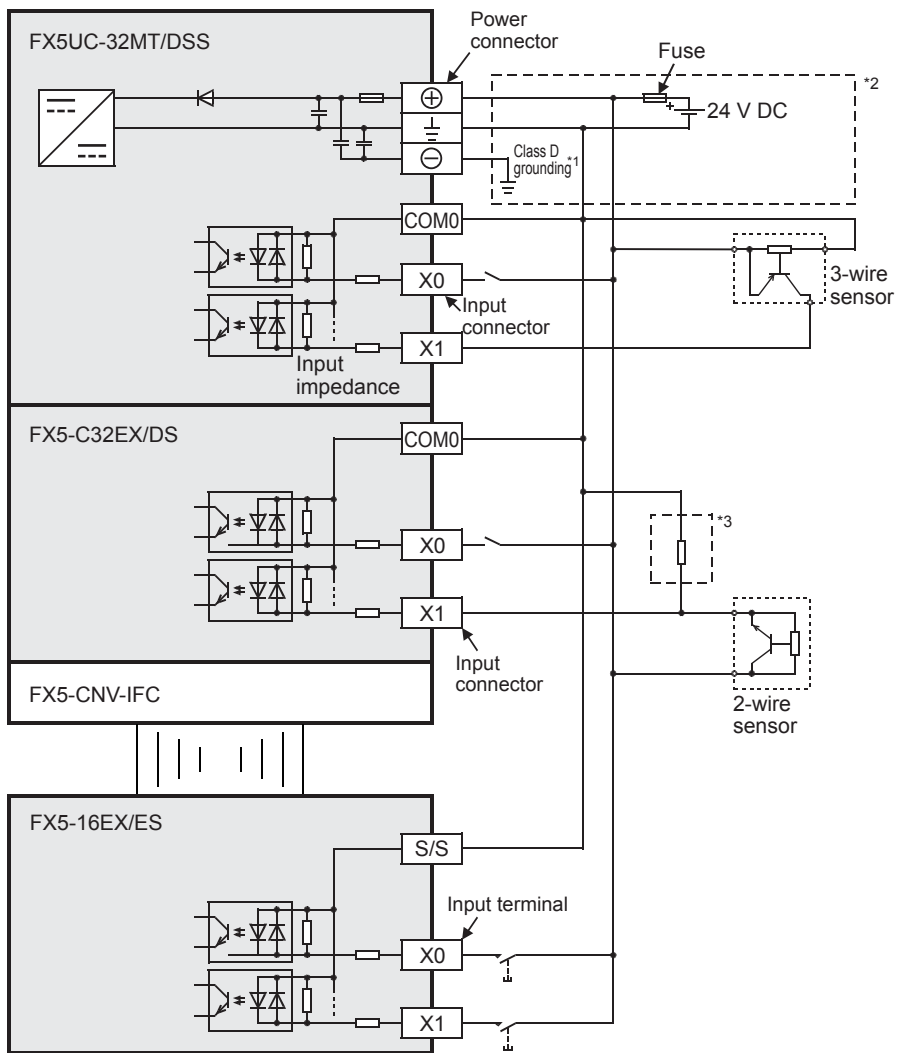 FX5UC-32MT/DSS
Power
connector
Fuse
*2
24 V DC
+
Class D
grounding*1
COM0
X0
3-wire
sensor
Input
connector
X1
Input
impedance
FX5-C32EX/DS
COM0
*3
X0
X1
Input
connector
FX5-CNV-IFC
2-wire
sensor
FX5-16EX/ES
S/S
Input terminal
X0
X1